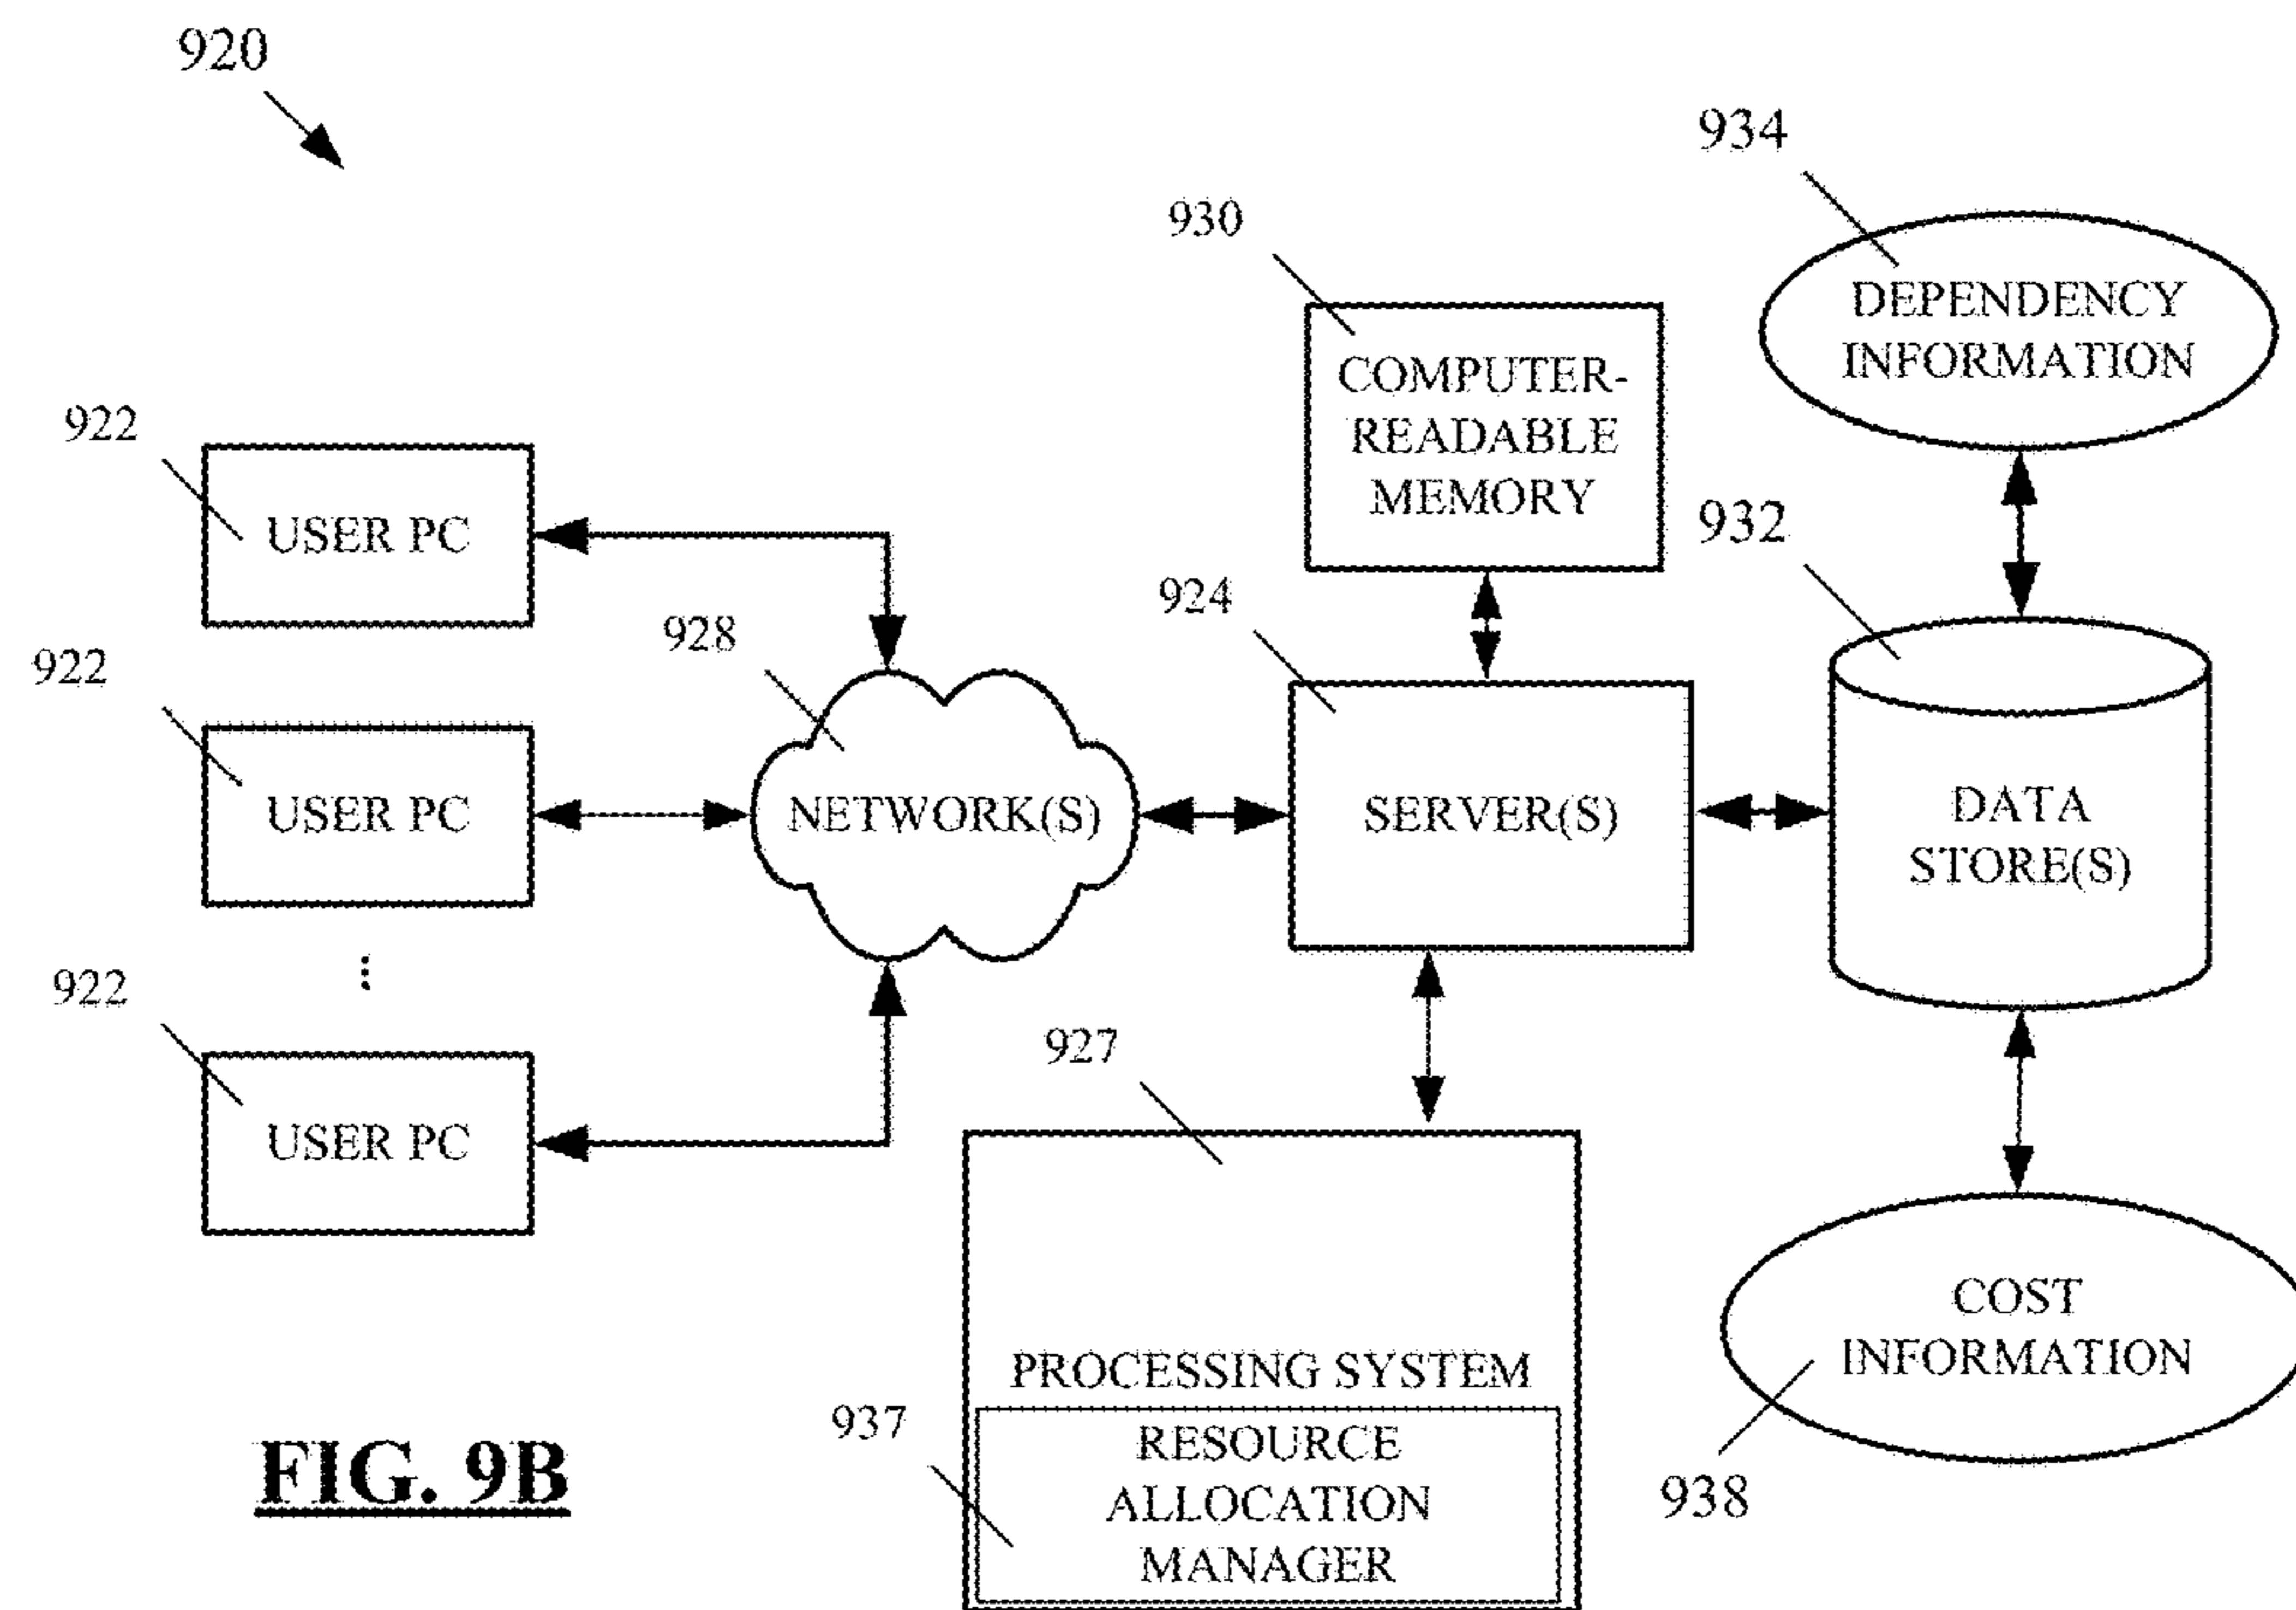 920
934
930
DEPENDENCY
INFORMATION
COMPUTER-
READABLE
MEMORY
922
USER PC
932
924
928
922
USER PC
NETWORK(S)
SERVER(S)
DATA
STORE(S)
...
922
USER PC
927
PROCESSING SYSTEM
937
RESOURCE
ALLOCATION
MANAGER
COST
INFORMATION
938
FIG. 9B